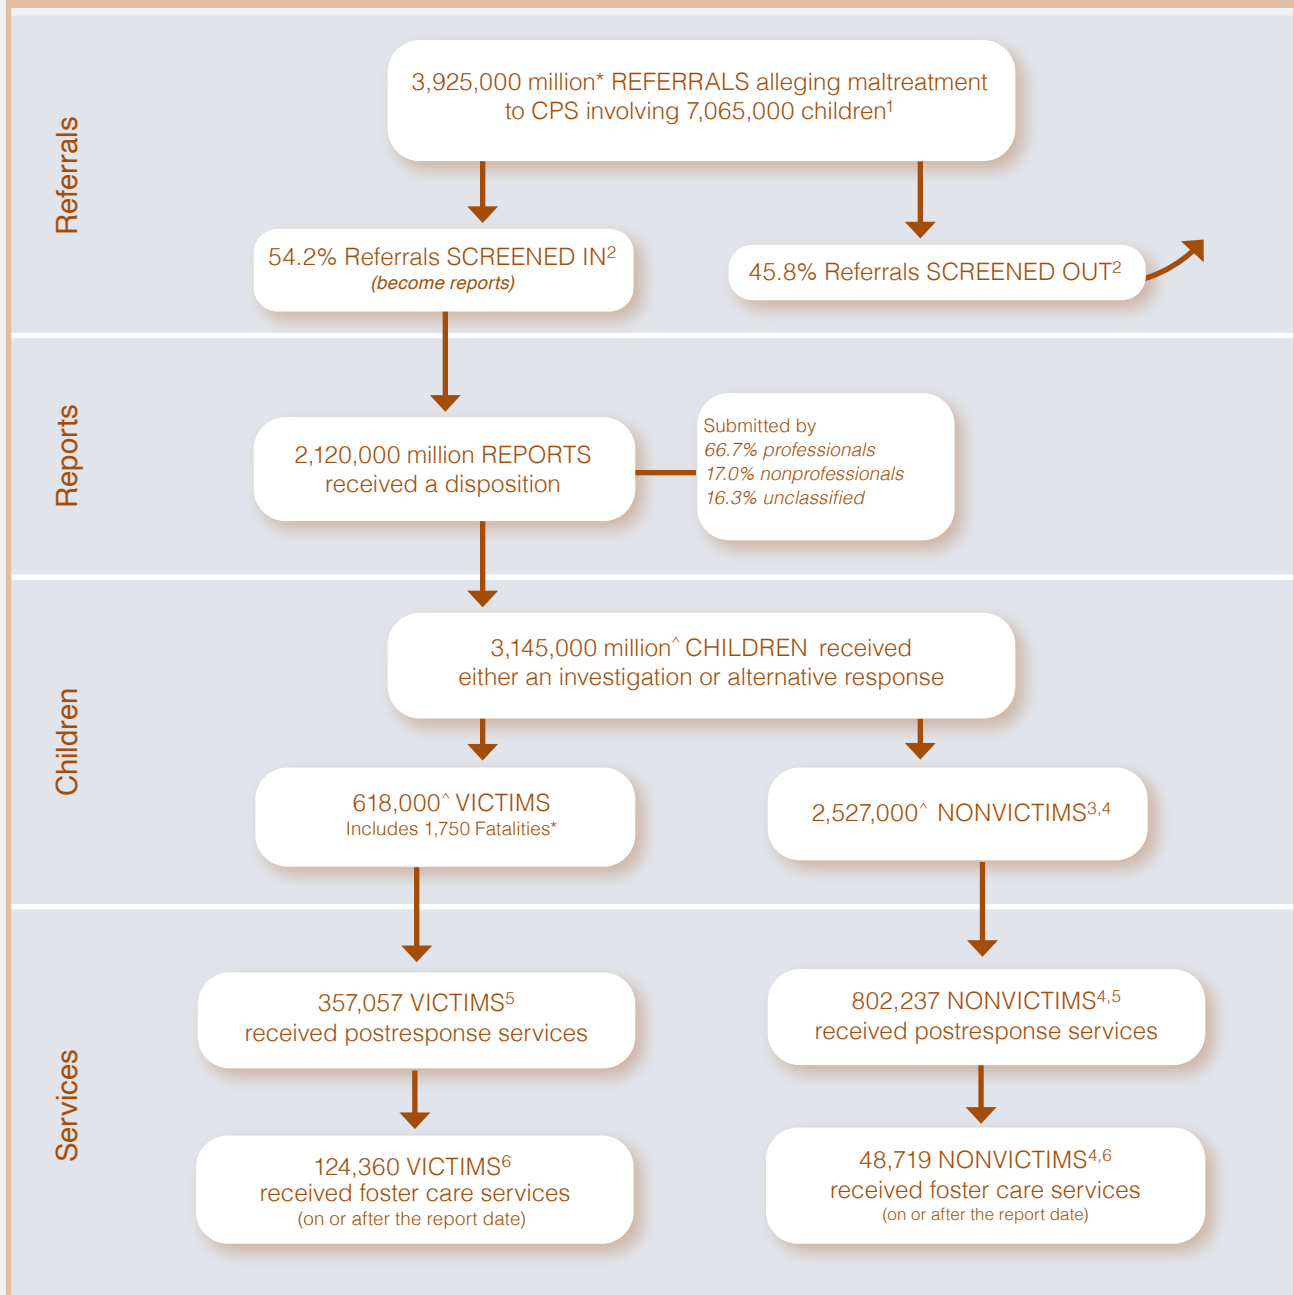 Referrals
3,925,000 million* REFERRALS alleging maltreatment
to CPS involving 7,065,000 children¹
54.2% Referrals SCREENED IN²
(become reports)
45.8% Referrals SCREENED OUT²
Reports
2,120,000 million REPORTS
received a disposition
Submitted by
66.7% professionals
17.0% nonprofessionals
16.3% unclassified
Children
3,145,000 million^ CHILDREN received
either an investigation or alternative response
618,000^ VICTIMS
Includes 1,750 Fatalities*
2,527,000^ NONVICTIMS³,⁴
Services
357,057 VICTIMS⁵
received postresponse services
802,237 NONVICTIMS⁴,⁵
received postresponse services
124,360 VICTIMS⁶
received foster care services
(on or after the report date)
48,719 NONVICTIMS⁴,⁶
received foster care services
(on or after the report date)